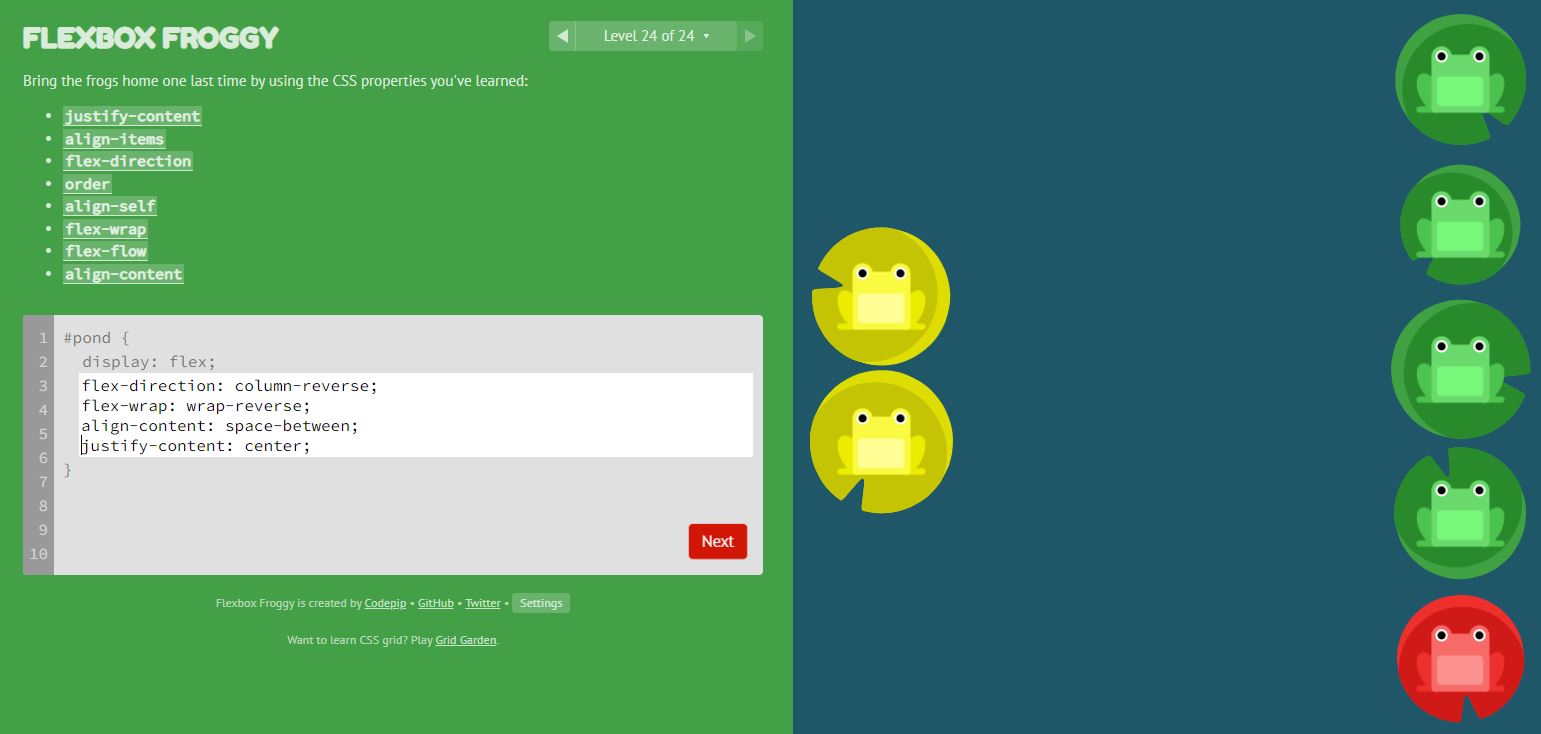 FLEXBOX FROGGY
◀ Level 24 of 24 ▾ ▶
Bring the frogs home one last time by using the CSS properties you've learned:
• justify-content
• align-items
• flex-direction
• order
• align-self
• flex-wrap
• flex-flow
• align-content
1 #pond {
2 display: flex;
3 flex-direction: column-reverse;
4 flex-wrap: wrap-reverse;
5 align-content: space-between;
6 justify-content: center;
7 }
8
9
10
Next
Flexbox Froggy is created by Codepip • GitHub • Twitter • Settings
Want to learn CSS grid? Play Grid Garden.